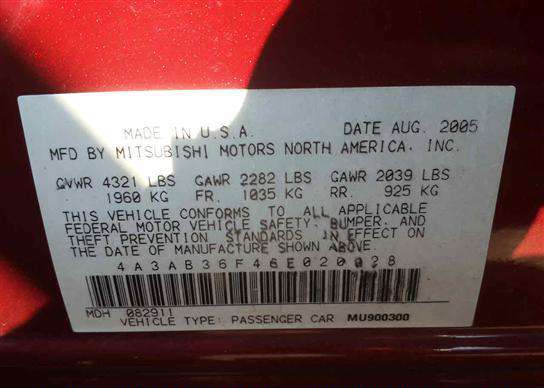 MADE IN U.S.A. DATE AUG. 2005
MFD BY MITSUBISHI MOTORS NORTH AMERICA, INC.
GVWR 4321 LBS GAWR 2282 LBS GAWR 2039 LBS
1960 KG FR. 1035 KG RR. 925 KG
THIS VEHICLE CONFORMS TO ALL APPLICABLE
FEDERAL MOTOR VEHICLE SAFETY, BUMPER, AND
THEFT PREVENTION STANDARDS IN EFFECT ON
THE DATE OF MANUFACTURE SHOWN ABOVE.
4A3AB36F46E020028
MDH 082911
VEHICLE TYPE: PASSENGER CAR MU900300